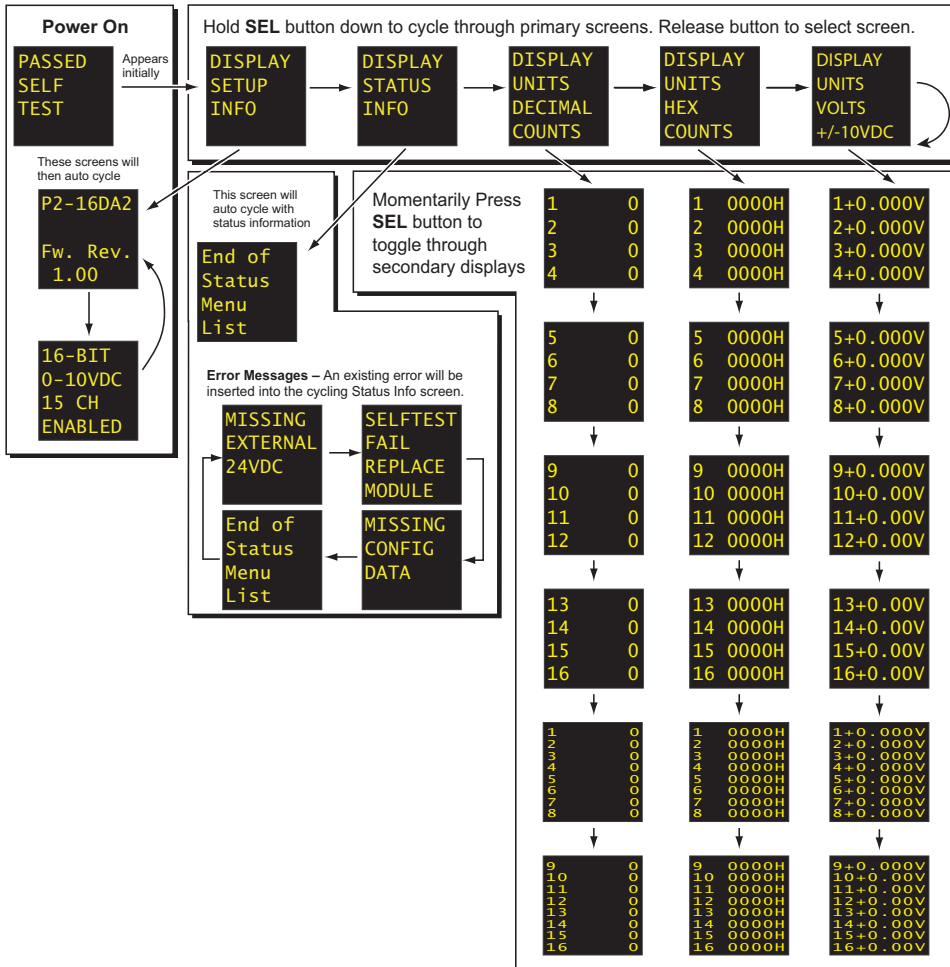 Power On
PASSED
SELF
TEST
Appears
initially
These screens will
then auto cycle
P2-16DA2
Fw. Rev.
1.00
16-BIT
0-10VDC
15 CH
ENABLED
Hold SEL button down to cycle through primary screens. Release button to select screen.
DISPLAY
SETUP
INFO
DISPLAY
STATUS
INFO
DISPLAY
UNITS
DECIMAL
COUNTS
DISPLAY
UNITS
HEX
COUNTS
DISPLAY
UNITS
VOLTS
+/-10VDC
This screen will
auto cycle with
status information
End of
Status
Menu
List
Error Messages – An existing error will be
inserted into the cycling Status Info screen.
MISSING
EXTERNAL
24VDC
SELFTEST
FAIL
REPLACE
MODULE
End of
Status
Menu
List
MISSING
CONFIG
DATA
Momentarily Press
SEL button to
toggle through
secondary displays
1 0
2 0
3 0
4 0
1 0000H
2 0000H
3 0000H
4 0000H
1+0.000V
2+0.000V
3+0.000V
4+0.000V
5 0
6 0
7 0
8 0
5 0000H
6 0000H
7 0000H
8 0000H
5+0.000V
6+0.000V
7+0.000V
8+0.000V
9 0
10 0
11 0
12 0
9 0000H
10 0000H
11 0000H
12 0000H
9+0.000V
10+0.00V
11+0.00V
12+0.00V
13 0
14 0
15 0
16 0
13 0000H
14 0000H
15 0000H
16 0000H
13+0.00V
14+0.00V
15+0.00V
16+0.00V
1 0
2 0
3 0
4 0
5 0
6 0
7 0
8 0
1 0000H
2 0000H
3 0000H
4 0000H
5 0000H
6 0000H
7 0000H
8 0000H
1+0.000V
2+0.000V
3+0.000V
4+0.000V
5+0.000V
6+0.000V
7+0.000V
8+0.000V
9 0
10 0
11 0
12 0
13 0
14 0
15 0
16 0
9 0000H
10 0000H
11 0000H
12 0000H
13 0000H
14 0000H
15 0000H
16 0000H
9+0.000V
10+0.00V
11+0.00V
12+0.00V
13+0.00V
14+0.00V
15+0.00V
16+0.00V